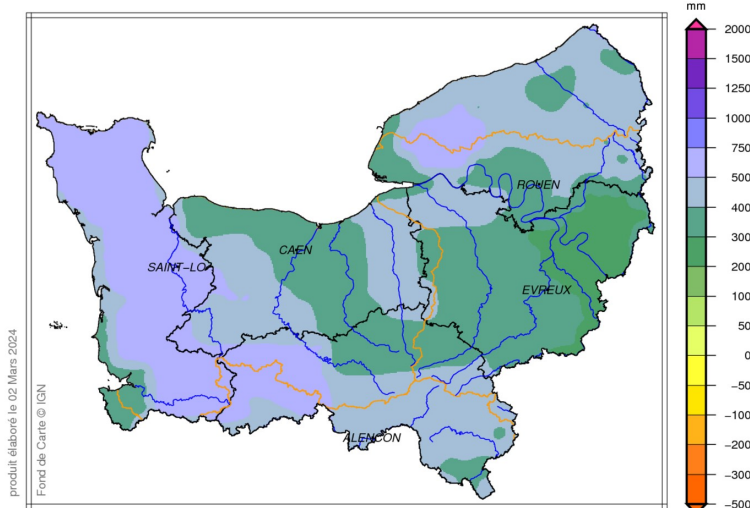 mm
2000
1500
1250
1000
750
500
400
300
200
100
50
0
-50
-100
-200
-300
-500
ROUEN
CAEN
SAINT-LO
EVREUX
ALENCON
produit élaboré le 02 Mars 2024
Fond de Carte © IGN